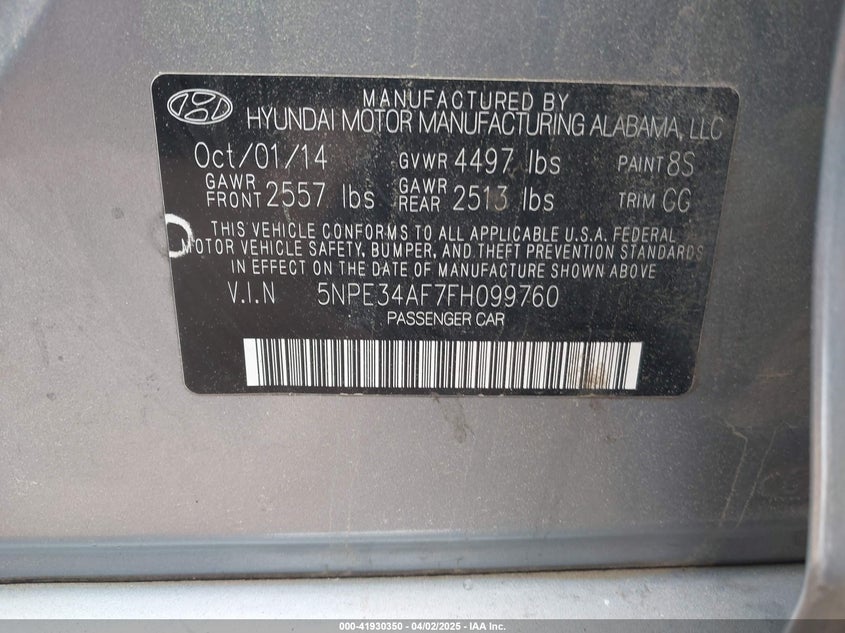 MANUFACTURED BY
HYUNDAI MOTOR MANUFACTURING ALABAMA, LLC
Oct/01/14 GVWR 4497 lbs PAINT 8S
GAWR FRONT 2557 lbs GAWR REAR 2513 lbs TRIM GG
THIS VEHICLE CONFORMS TO ALL APPLICABLE U.S.A. FEDERAL
MOTOR VEHICLE SAFETY, BUMPER, AND THEFT PREVENTION STANDARDS
IN EFFECT ON THE DATE OF MANUFACTURE SHOWN ABOVE
V.I.N 5NPE34AF7FH099760
PASSENGER CAR
000-41930350 - 04/02/2025 - IAA Inc.